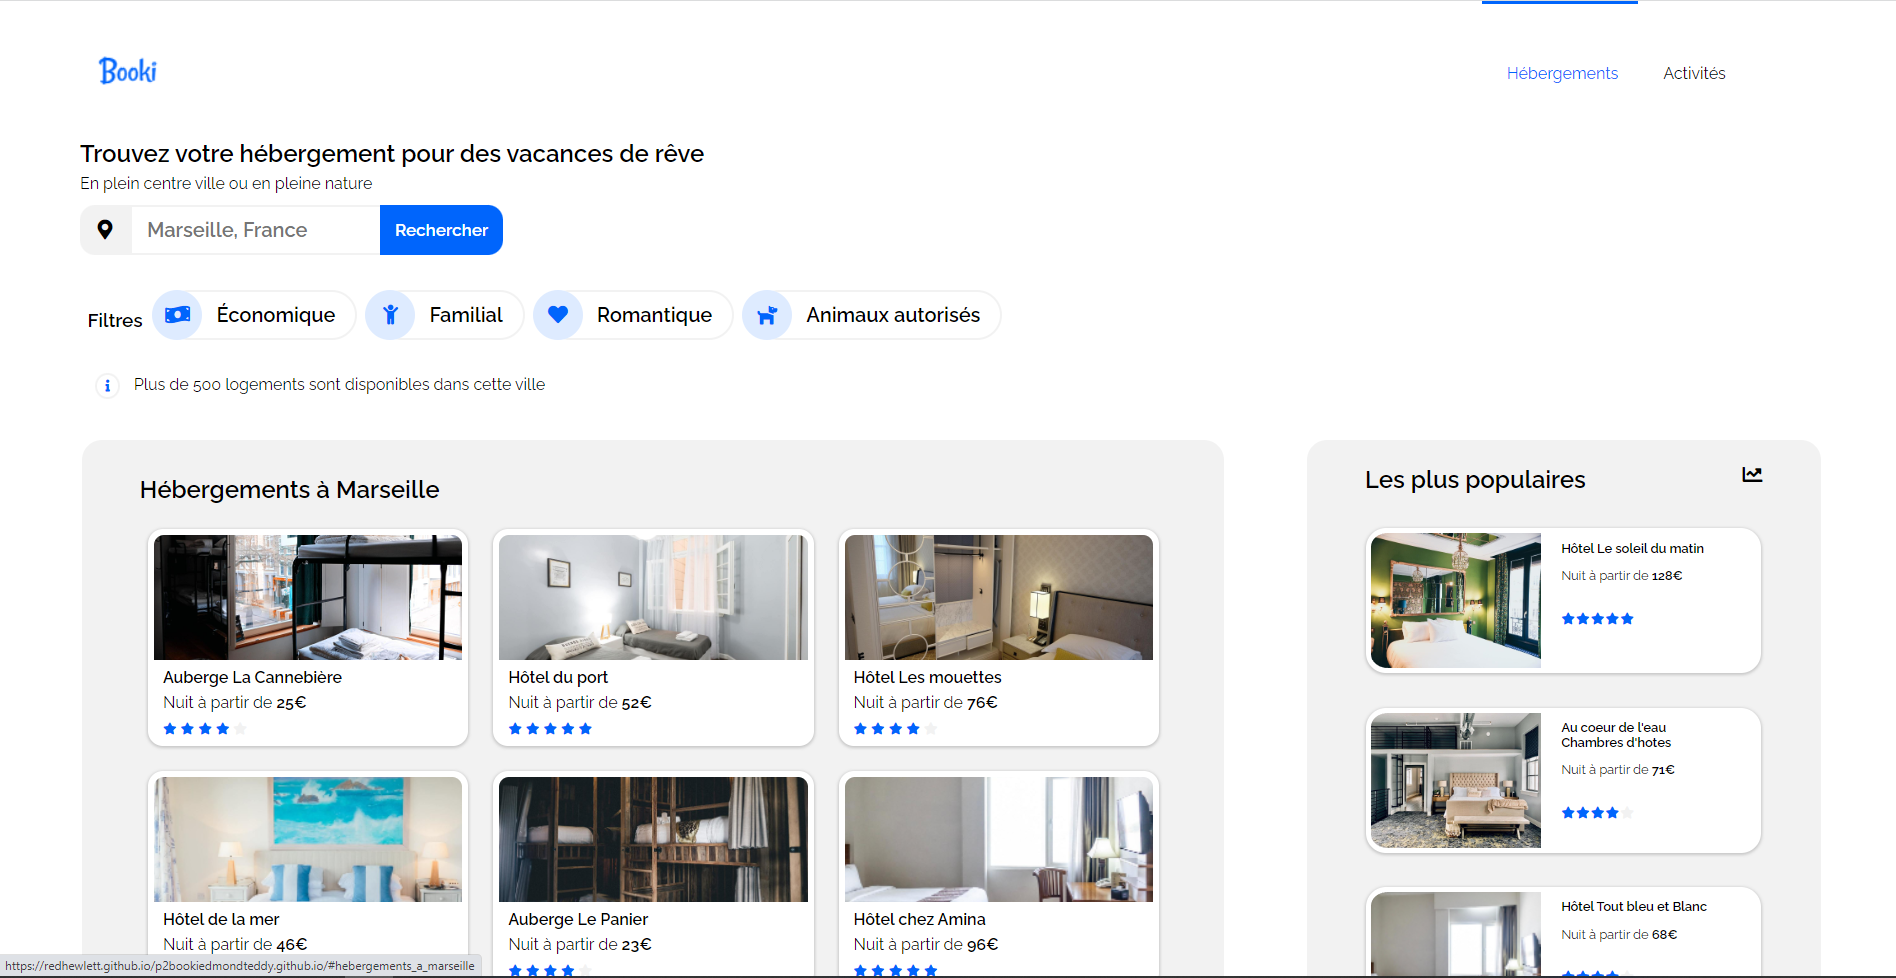 Booki
Hébergements
Activités
Trouvez votre hébergement pour des vacances de rêve
En plein centre ville ou en pleine nature
Marseille, France
Rechercher
Filtres
Économique
Familial
Romantique
Animaux autorisés
Plus de 500 logements sont disponibles dans cette ville
Hébergements à Marseille
Auberge La Cannebière
Nuit à partir de 25€
Hôtel du port
Nuit à partir de 52€
Hôtel Les mouettes
Nuit à partir de 76€
Hôtel de la mer
Nuit à partir de 46€
Auberge Le Panier
Nuit à partir de 23€
Hôtel chez Amina
Nuit à partir de 96€
Les plus populaires
Hôtel Le soleil du matin
Nuit à partir de 128€
Au coeur de l'eau
Chambres d'hotes
Nuit à partir de 71€
Hôtel Tout bleu et Blanc
Nuit à partir de 68€
https://redhewlett.github.io/p2bookiedmondteddy.github.io/#hebergements_a_marseille